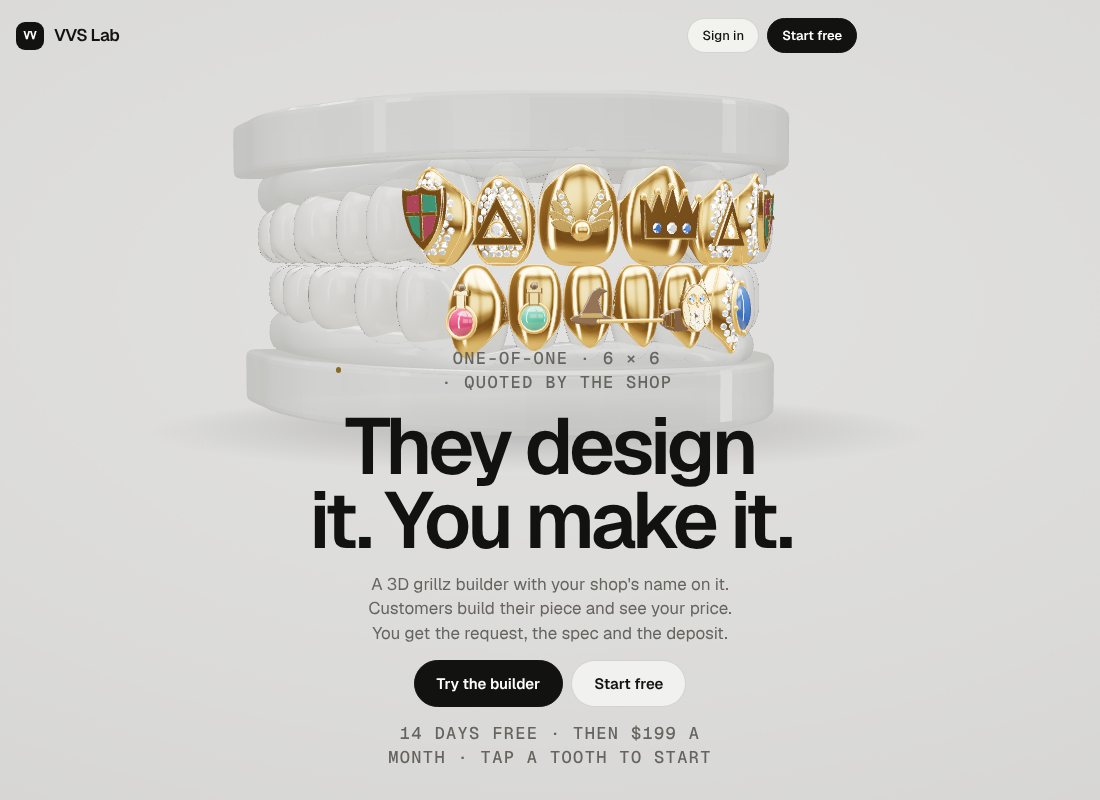 VV VVS Lab
Sign in
Start free
ONE-OF-ONE · 6 × 6
· QUOTED BY THE SHOP
They design
it. You make it.
A 3D grillz builder with your shop's name on it.
Customers build their piece and see your price.
You get the request, the spec and the deposit.
Try the builder
Start free
14 DAYS FREE · THEN $199 A
MONTH · TAP A TOOTH TO START